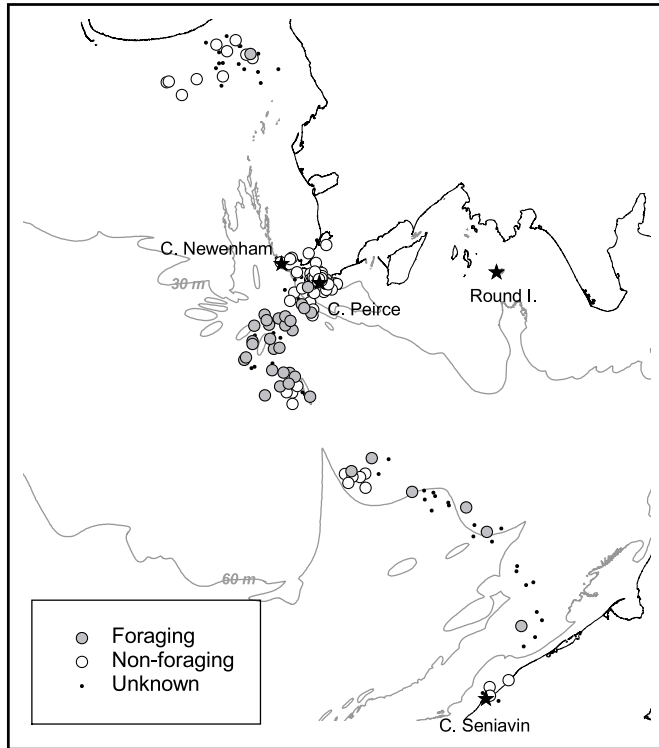 C. Newenham
30 m
C. Peirce
Round I.
60 m
Foraging
Non-foraging
Unknown
C. Seniavin